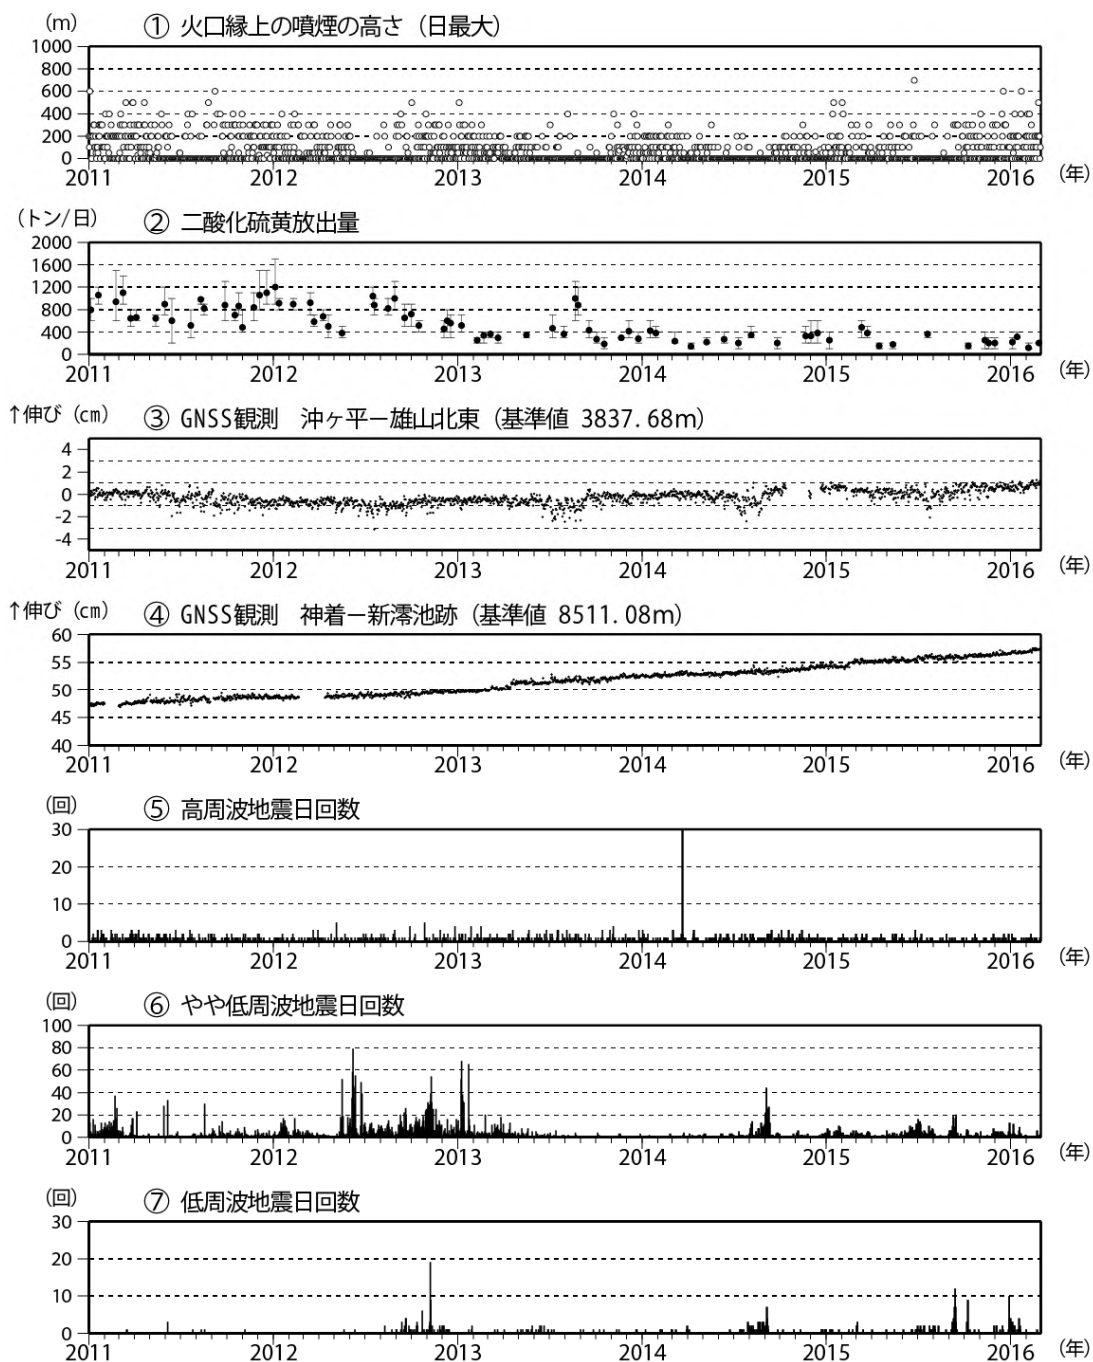 (m) ① 火口縁上の噴煙の高さ（日最大）
1000
800
600
400
200
0
2011 2012 2013 2014 2015 2016 (年)
(トン/日) ② 二酸化硫黄放出量
2000
1600
1200
800
400
0
2011 2012 2013 2014 2015 2016 (年)
↑伸び (cm) ③ GNSS観測 沖ヶ平ー雄山北東（基準値 3837.68m）
4
2
0
-2
-4
2011 2012 2013 2014 2015 2016 (年)
↑伸び (cm) ④ GNSS観測 神着ー新澪池跡（基準値 8511.08m）
60
55
50
45
40
2011 2012 2013 2014 2015 2016 (年)
(回) ⑤ 高周波地震日回数
30
20
10
0
2011 2012 2013 2014 2015 2016 (年)
(回) ⑥ やや低周波地震日回数
100
80
60
40
20
0
2011 2012 2013 2014 2015 2016 (年)
(回) ⑦ 低周波地震日回数
30
20
10
0
2011 2012 2013 2014 2015 2016 (年)